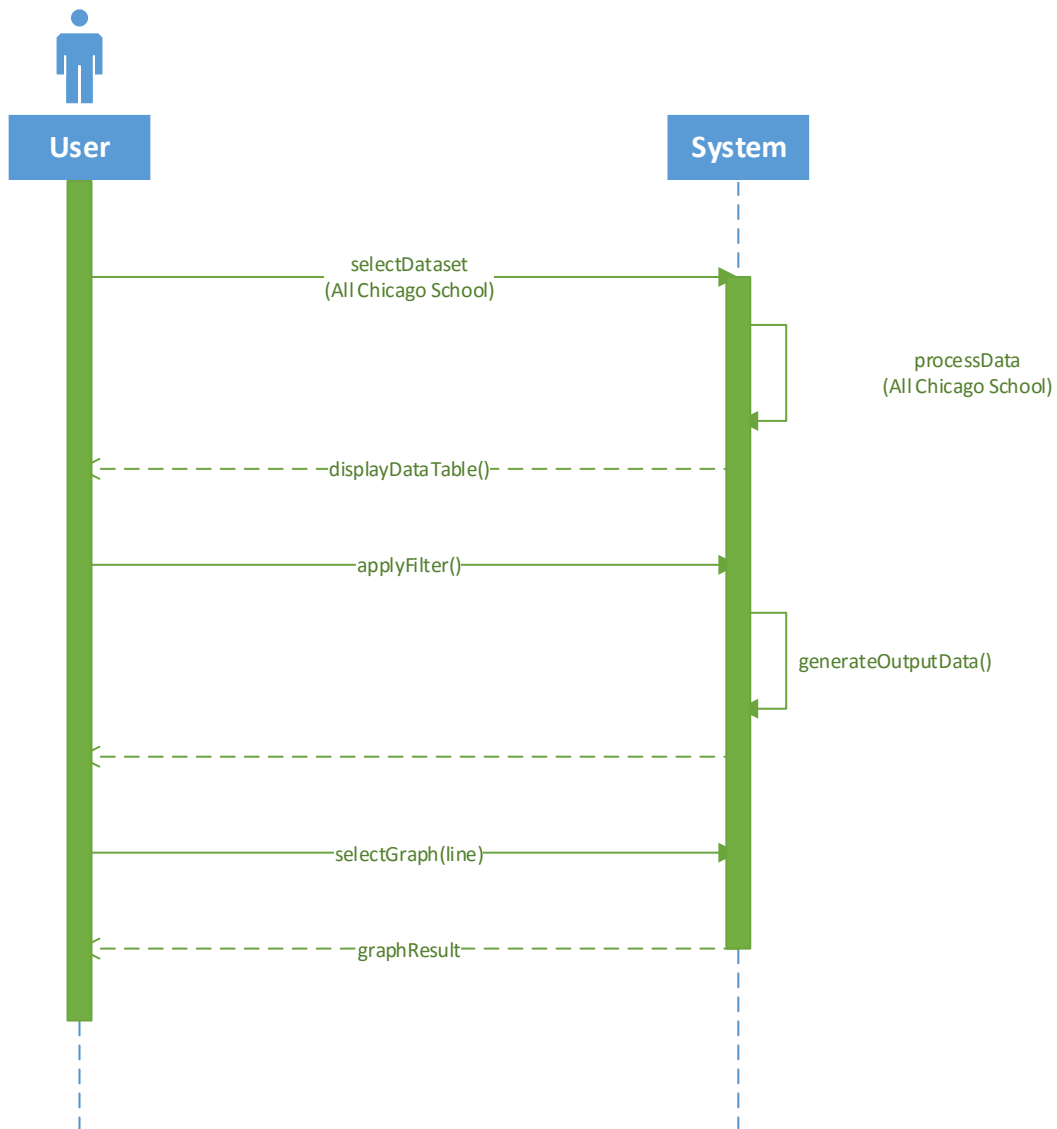 User
System
selectDataset
(All Chicago School)
processData
(All Chicago School)
displayDataTable()
applyFilter()
generateOutputData()
selectGraph(line)
graphResult